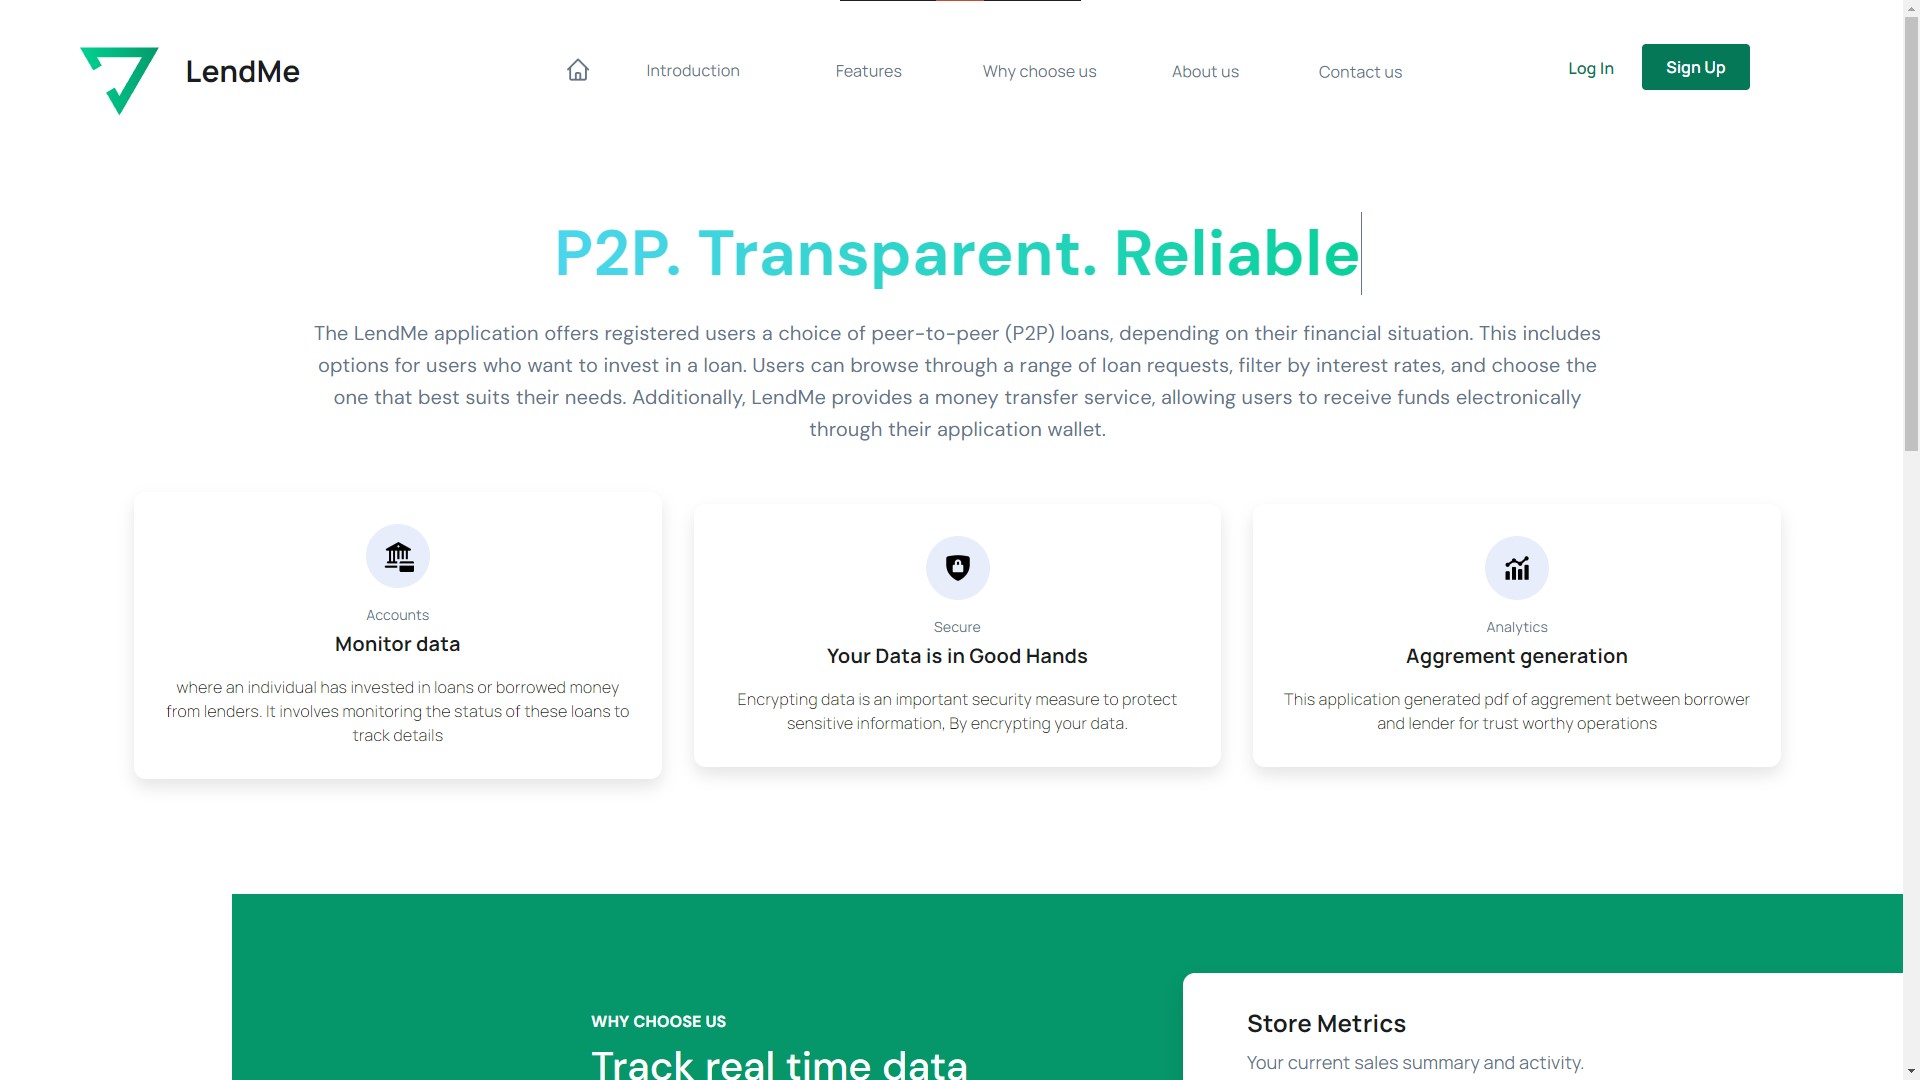 LendMe
Introduction
Features
Why choose us
About us
Contact us
Log In
Sign Up
P2P. Transparent. Reliable
The LendMe application offers registered users a choice of peer-to-peer (P2P) loans, depending on their financial situation. This includes
options for users who want to invest in a loan. Users can browse through a range of loan requests, filter by interest rates, and choose the
one that best suits their needs. Additionally, LendMe provides a money transfer service, allowing users to receive funds electronically
through their application wallet.
Accounts
Monitor data
where an individual has invested in loans or borrowed money
from lenders. It involves monitoring the status of these loans to
track details
Secure
Your Data is in Good Hands
Encrypting data is an important security measure to protect
sensitive information, By encrypting your data.
Analytics
Aggrement generation
This application generated pdf of aggrement between borrower
and lender for trust worthy operations
WHY CHOOSE US
Track real time data
Store Metrics
Your current sales summary and activity.